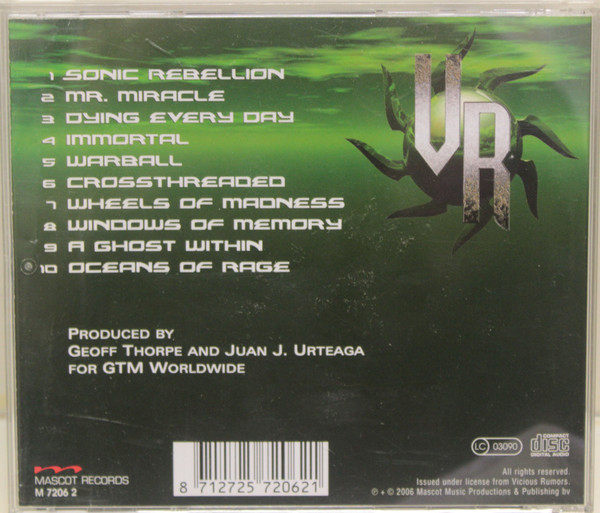 VR
1 SONIC REBELLION
2 MR. MIRACLE
3 DYING EVERY DAY
4 IMMORTAL
5 WARBALL
6 CROSSTHREADED
7 WHEELS OF MADNESS
8 WINDOWS OF MEMORY
9 A GHOST WITHIN
10 OCEANS OF RAGE
PRODUCED BY
GEOFF THORPE AND JUAN J. URTEAGA
FOR GTM WORLDWIDE
MASCOT RECORDS
M 7206 2
8 712725 720621
LC 03090
COMPACT
disc
DIGITAL AUDIO
All rights reserved.
Issued under license from Vicious Rumors.
℗ + © 2006 Mascot Music Productions & Publishing bv